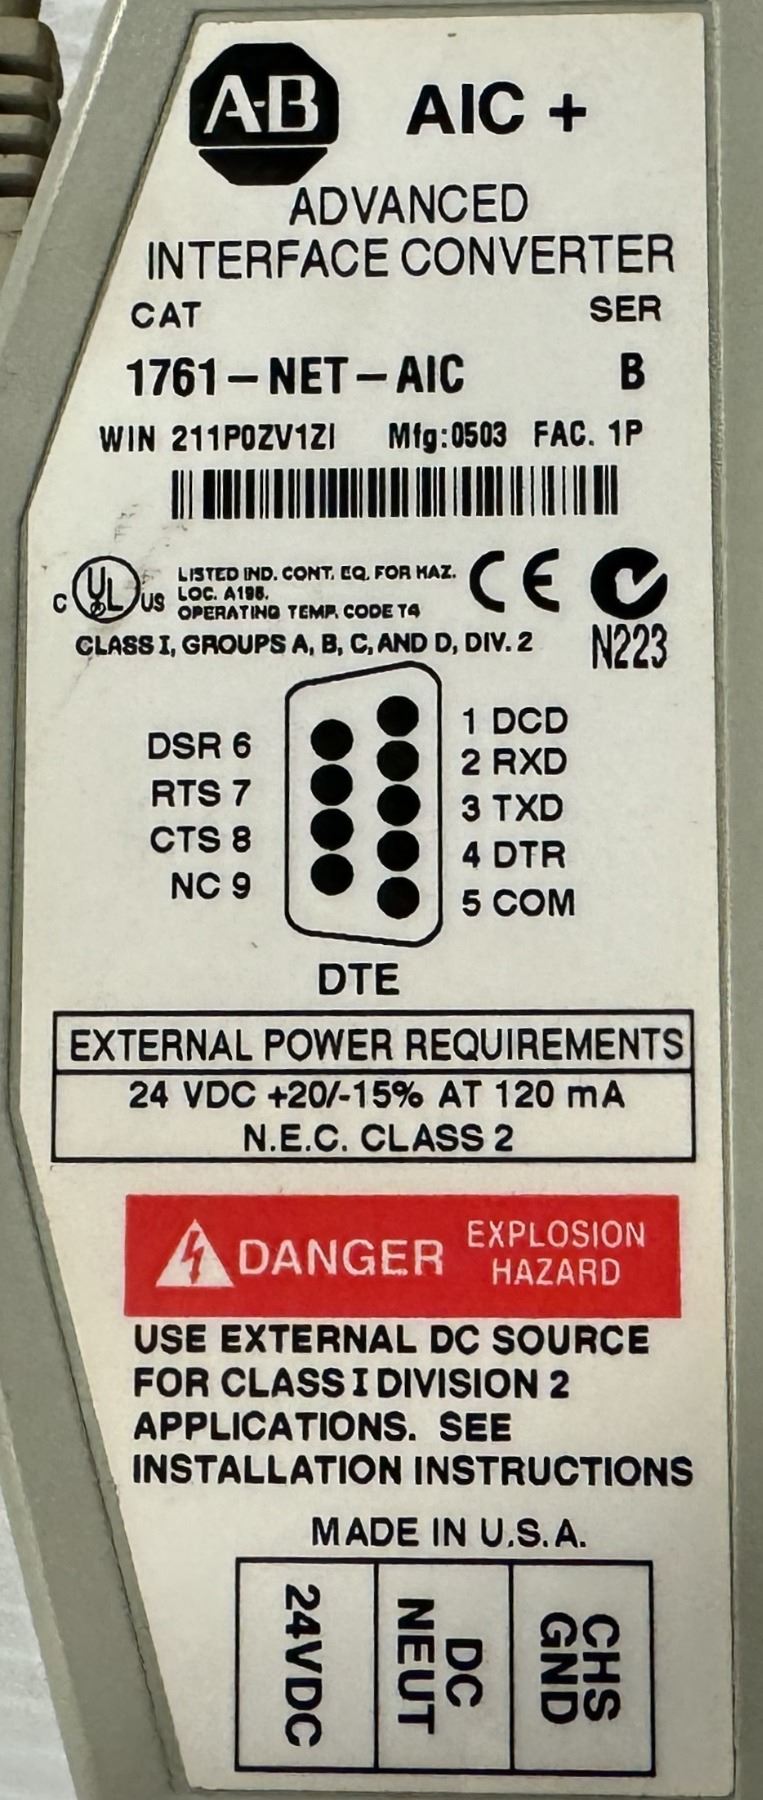 A-B AIC +
ADVANCED
INTERFACE CONVERTER
CAT SER
1761-NET-AIC B
WIN 211P0ZV1ZI Mfg:0503 FAC. 1P
C UL US LISTED IND. CONT. EQ. FOR HAZ.
LOC. A196.
OPERATING TEMP. CODE T4
CE
N223
CLASS I, GROUPS A, B, C, AND D, DIV. 2
DSR 6
RTS 7
CTS 8
NC 9
1 DCD
2 RXD
3 TXD
4 DTR
5 COM
DTE
EXTERNAL POWER REQUIREMENTS
24 VDC +20/-15% AT 120 mA
N.E.C. CLASS 2
DANGER EXPLOSION
HAZARD
USE EXTERNAL DC SOURCE
FOR CLASS I DIVISION 2
APPLICATIONS. SEE
INSTALLATION INSTRUCTIONS
MADE IN U.S.A.
24VDC
DC
NEUT
CHS
GND